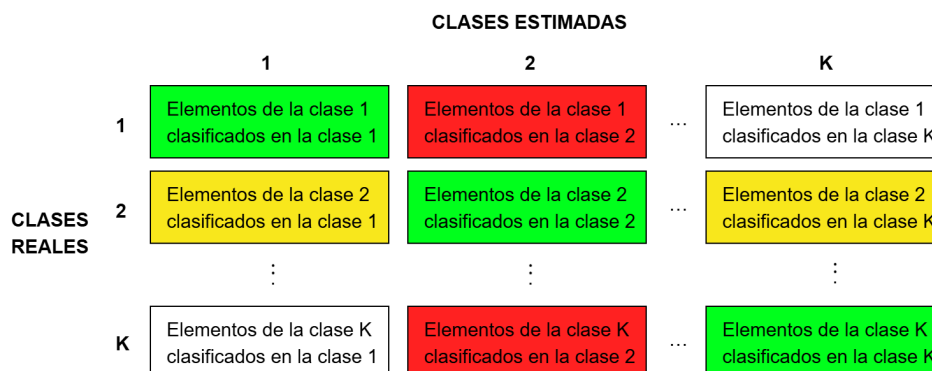 CLASES ESTIMADAS
1 2 K
1
Elementos de la clase 1
clasificados en la clase 1
Elementos de la clase 1
clasificados en la clase 2
...
Elementos de la clase 1
clasificados en la clase K
CLASES
REALES
2
Elementos de la clase 2
clasificados en la clase 1
Elementos de la clase 2
clasificados en la clase 2
...
Elementos de la clase 2
clasificados en la clase K
⋮ ⋮ ⋮
K
Elementos de la clase K
clasificados en la clase 1
Elementos de la clase K
clasificados en la clase 2
...
Elementos de la clase K
clasificados en la clase K